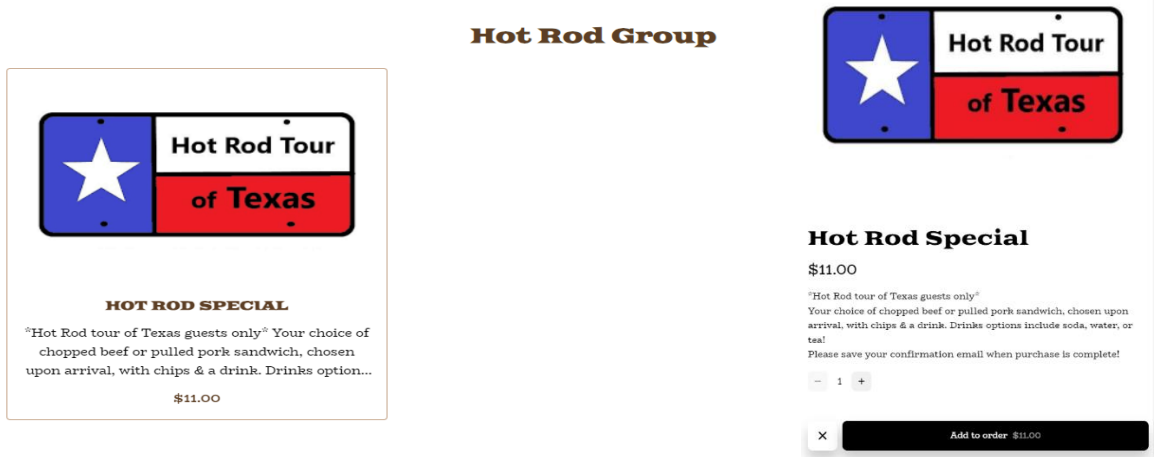 Hot Rod Group
Hot Rod Tour
of Texas
HOT ROD SPECIAL
*Hot Rod tour of Texas guests only* Your choice of
chopped beef or pulled pork sandwich, chosen
upon arrival, with chips & a drink. Drinks option...
$11.00
Hot Rod Tour
of Texas
Hot Rod Special
$11.00
*Hot Rod tour of Texas guests only*
Your choice of chopped beef or pulled pork sandwich, chosen upon
arrival, with chips & a drink. Drinks options include soda, water, or
tea!
Please save your confirmation email when purchase is complete!
− 1 +
× Add to order $11.00